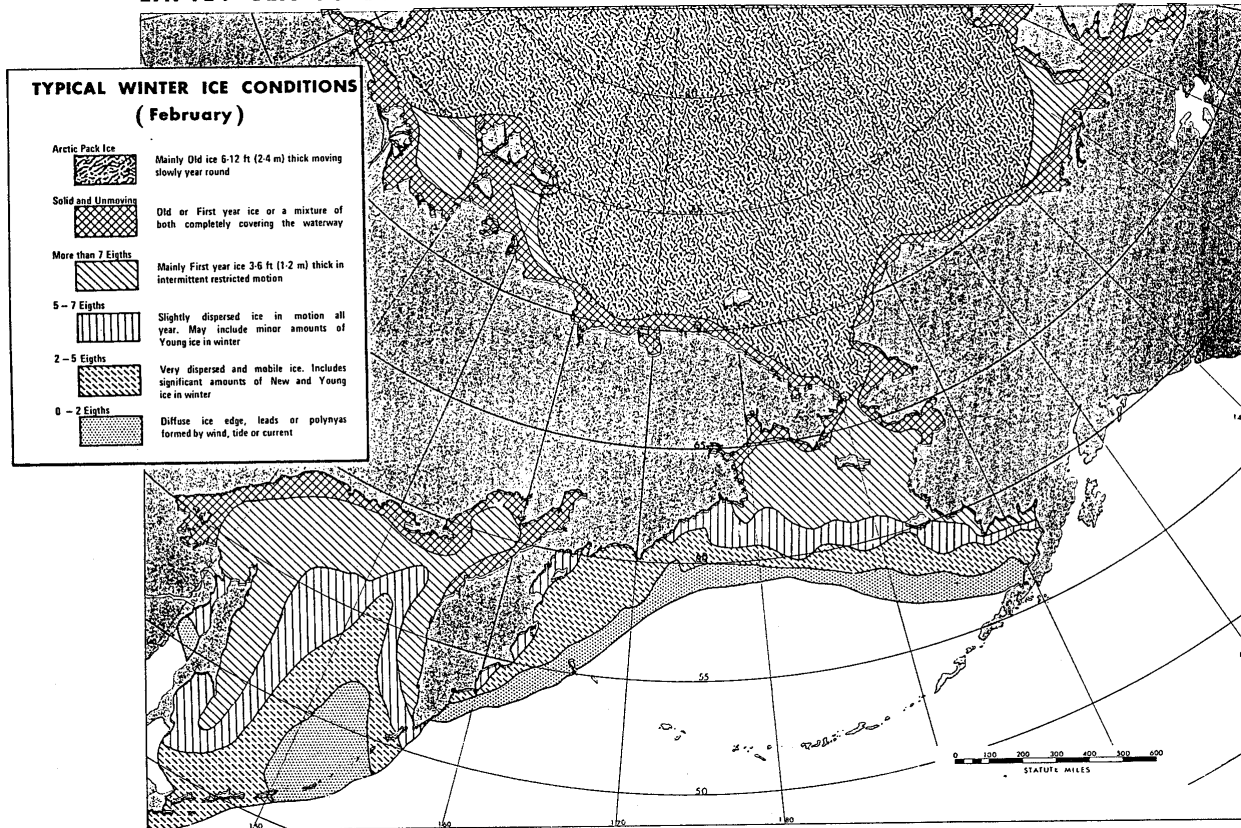 TYPICAL WINTER ICE CONDITIONS
( February )
Arctic Pack Ice
Mainly Old ice 6-12 ft (2-4 m) thick moving
slowly year round
Solid and Unmoving
Old or First year ice or a mixture of
both completely covering the waterway
More than 7 Eigths
Mainly First year ice 3-6 ft (1-2 m) thick in
intermittent restricted motion
5 – 7 Eigths
Slightly dispersed ice in motion all
year. May include minor amounts of
Young ice in winter
2 – 5 Eigths
Very dispersed and mobile ice. Includes
significant amounts of New and Young
ice in winter
0 – 2 Eigths
Diffuse ice edge, leads or polynyas
formed by wind, tide or current
60
55
50
0 100 200 300 400 500 600
STATUTE MILES
160
170
180